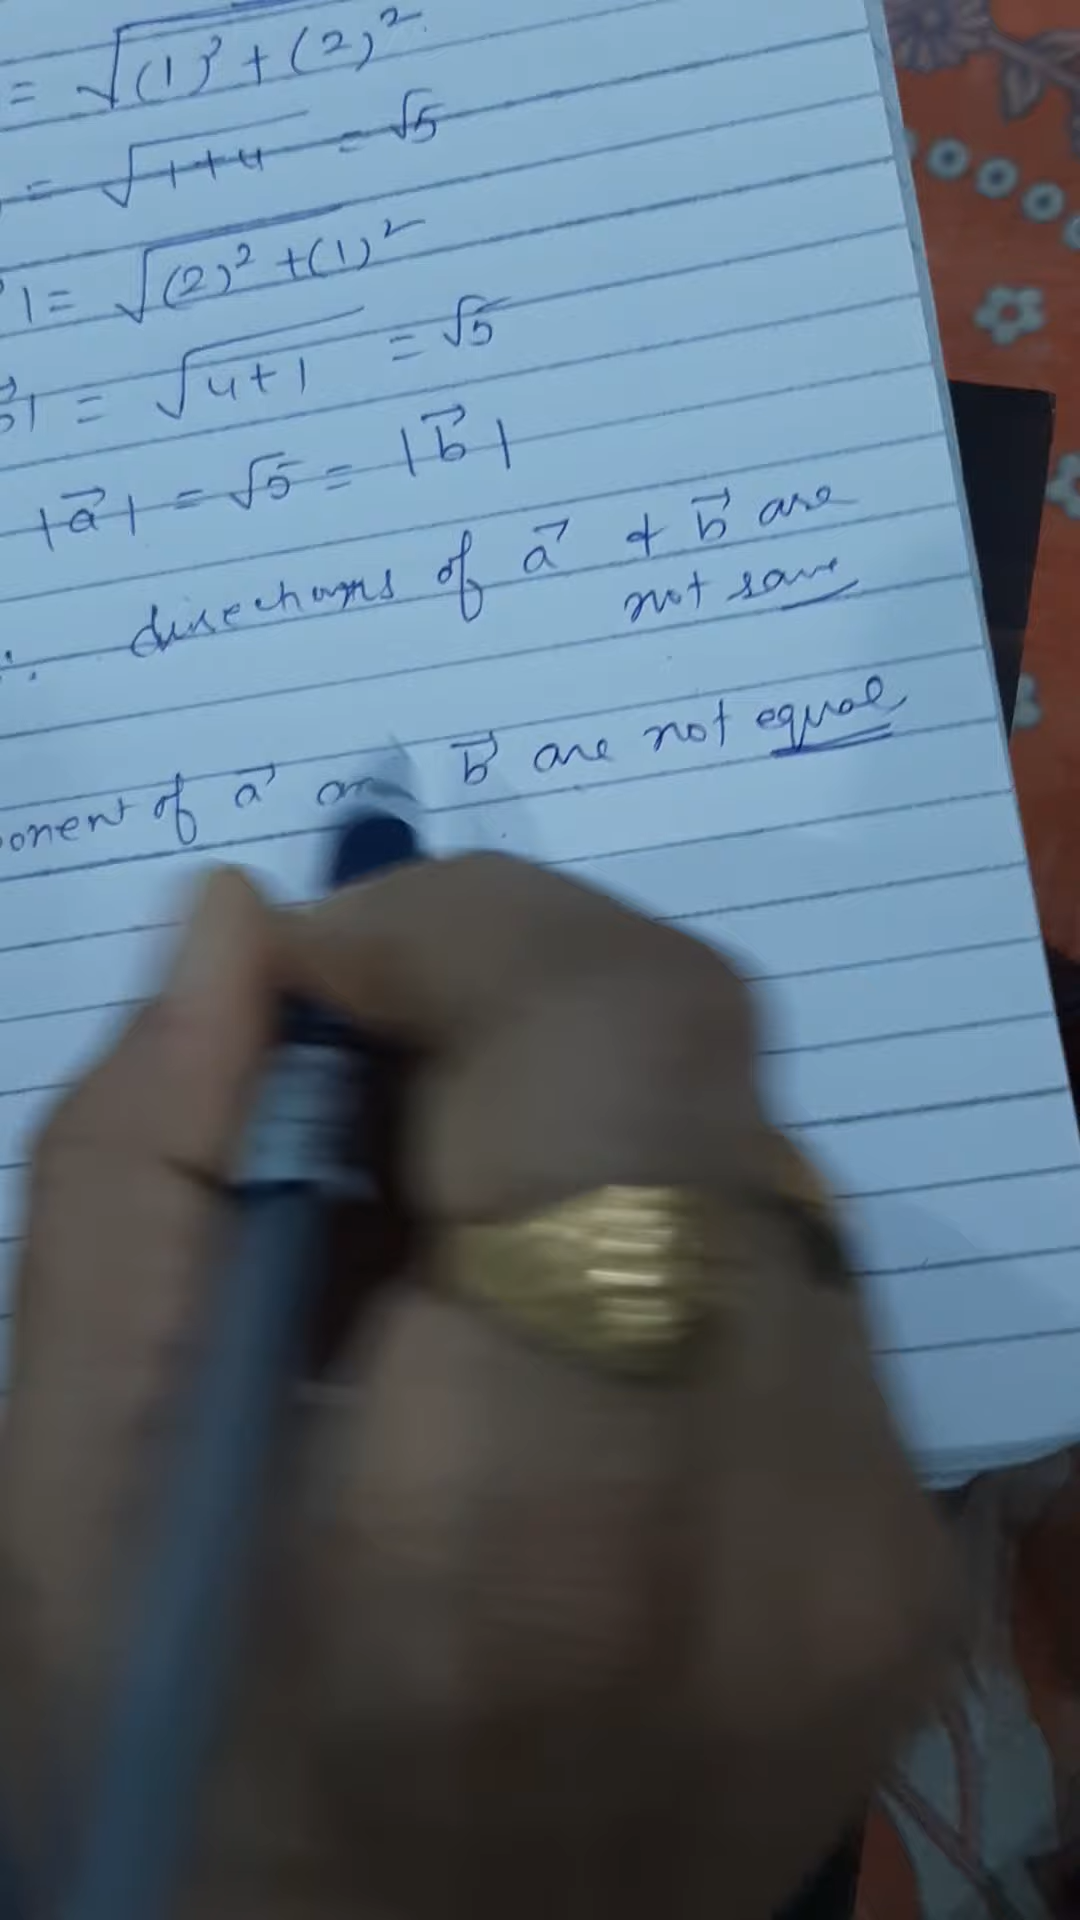 = √(1)² + (2)²
= √1+4 = √5
| = √(2)² + (1)²
b⃗| = √4+1 = √5
|a⃗| = √5 = |b⃗|
∴ directions of a⃗ & b⃗ are
not same
onent of a⃗ and b⃗ are not equal